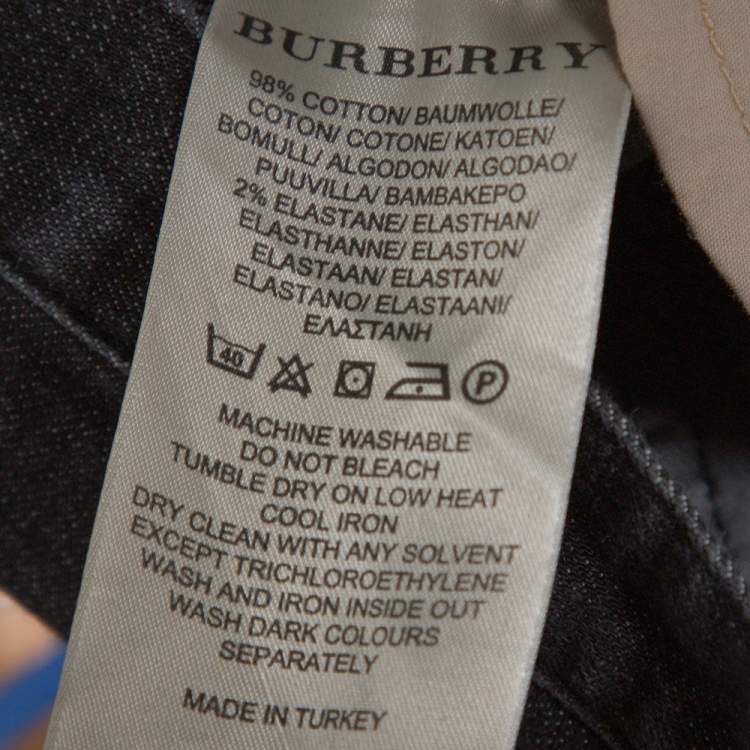 BURBERRY
98% COTTON/ BAUMWOLLE/
COTON/ COTONE/ KATOEN/
BOMULL/ ALGODON/ ALGODAO/
PUUVILLA/ BAMBAKEPO
2% ELASTANE/ ELASTHAN/
ELASTHANNE/ ELASTON/
ELASTAAN/ ELASTAN/
ELASTANO/ ELASTAANI/
ΕΛΑΣΤΑΝΗ
40 P
MACHINE WASHABLE
DO NOT BLEACH
TUMBLE DRY ON LOW HEAT
COOL IRON
DRY CLEAN WITH ANY SOLVENT
EXCEPT TRICHLOROETHYLENE
WASH AND IRON INSIDE OUT
WASH DARK COLOURS
SEPARATELY
MADE IN TURKEY